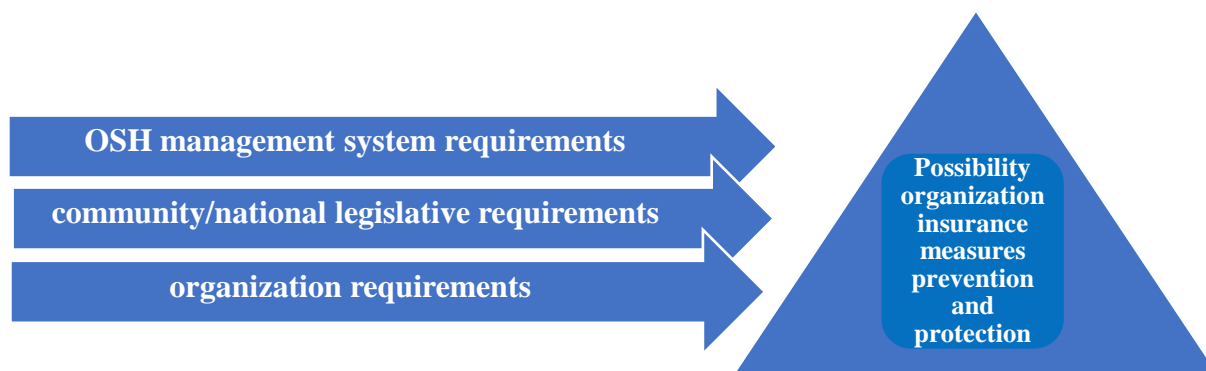 OSH management system requirements
community/national legislative requirements
organization requirements
Possibility
organization
insurance
measures
prevention
and
protection